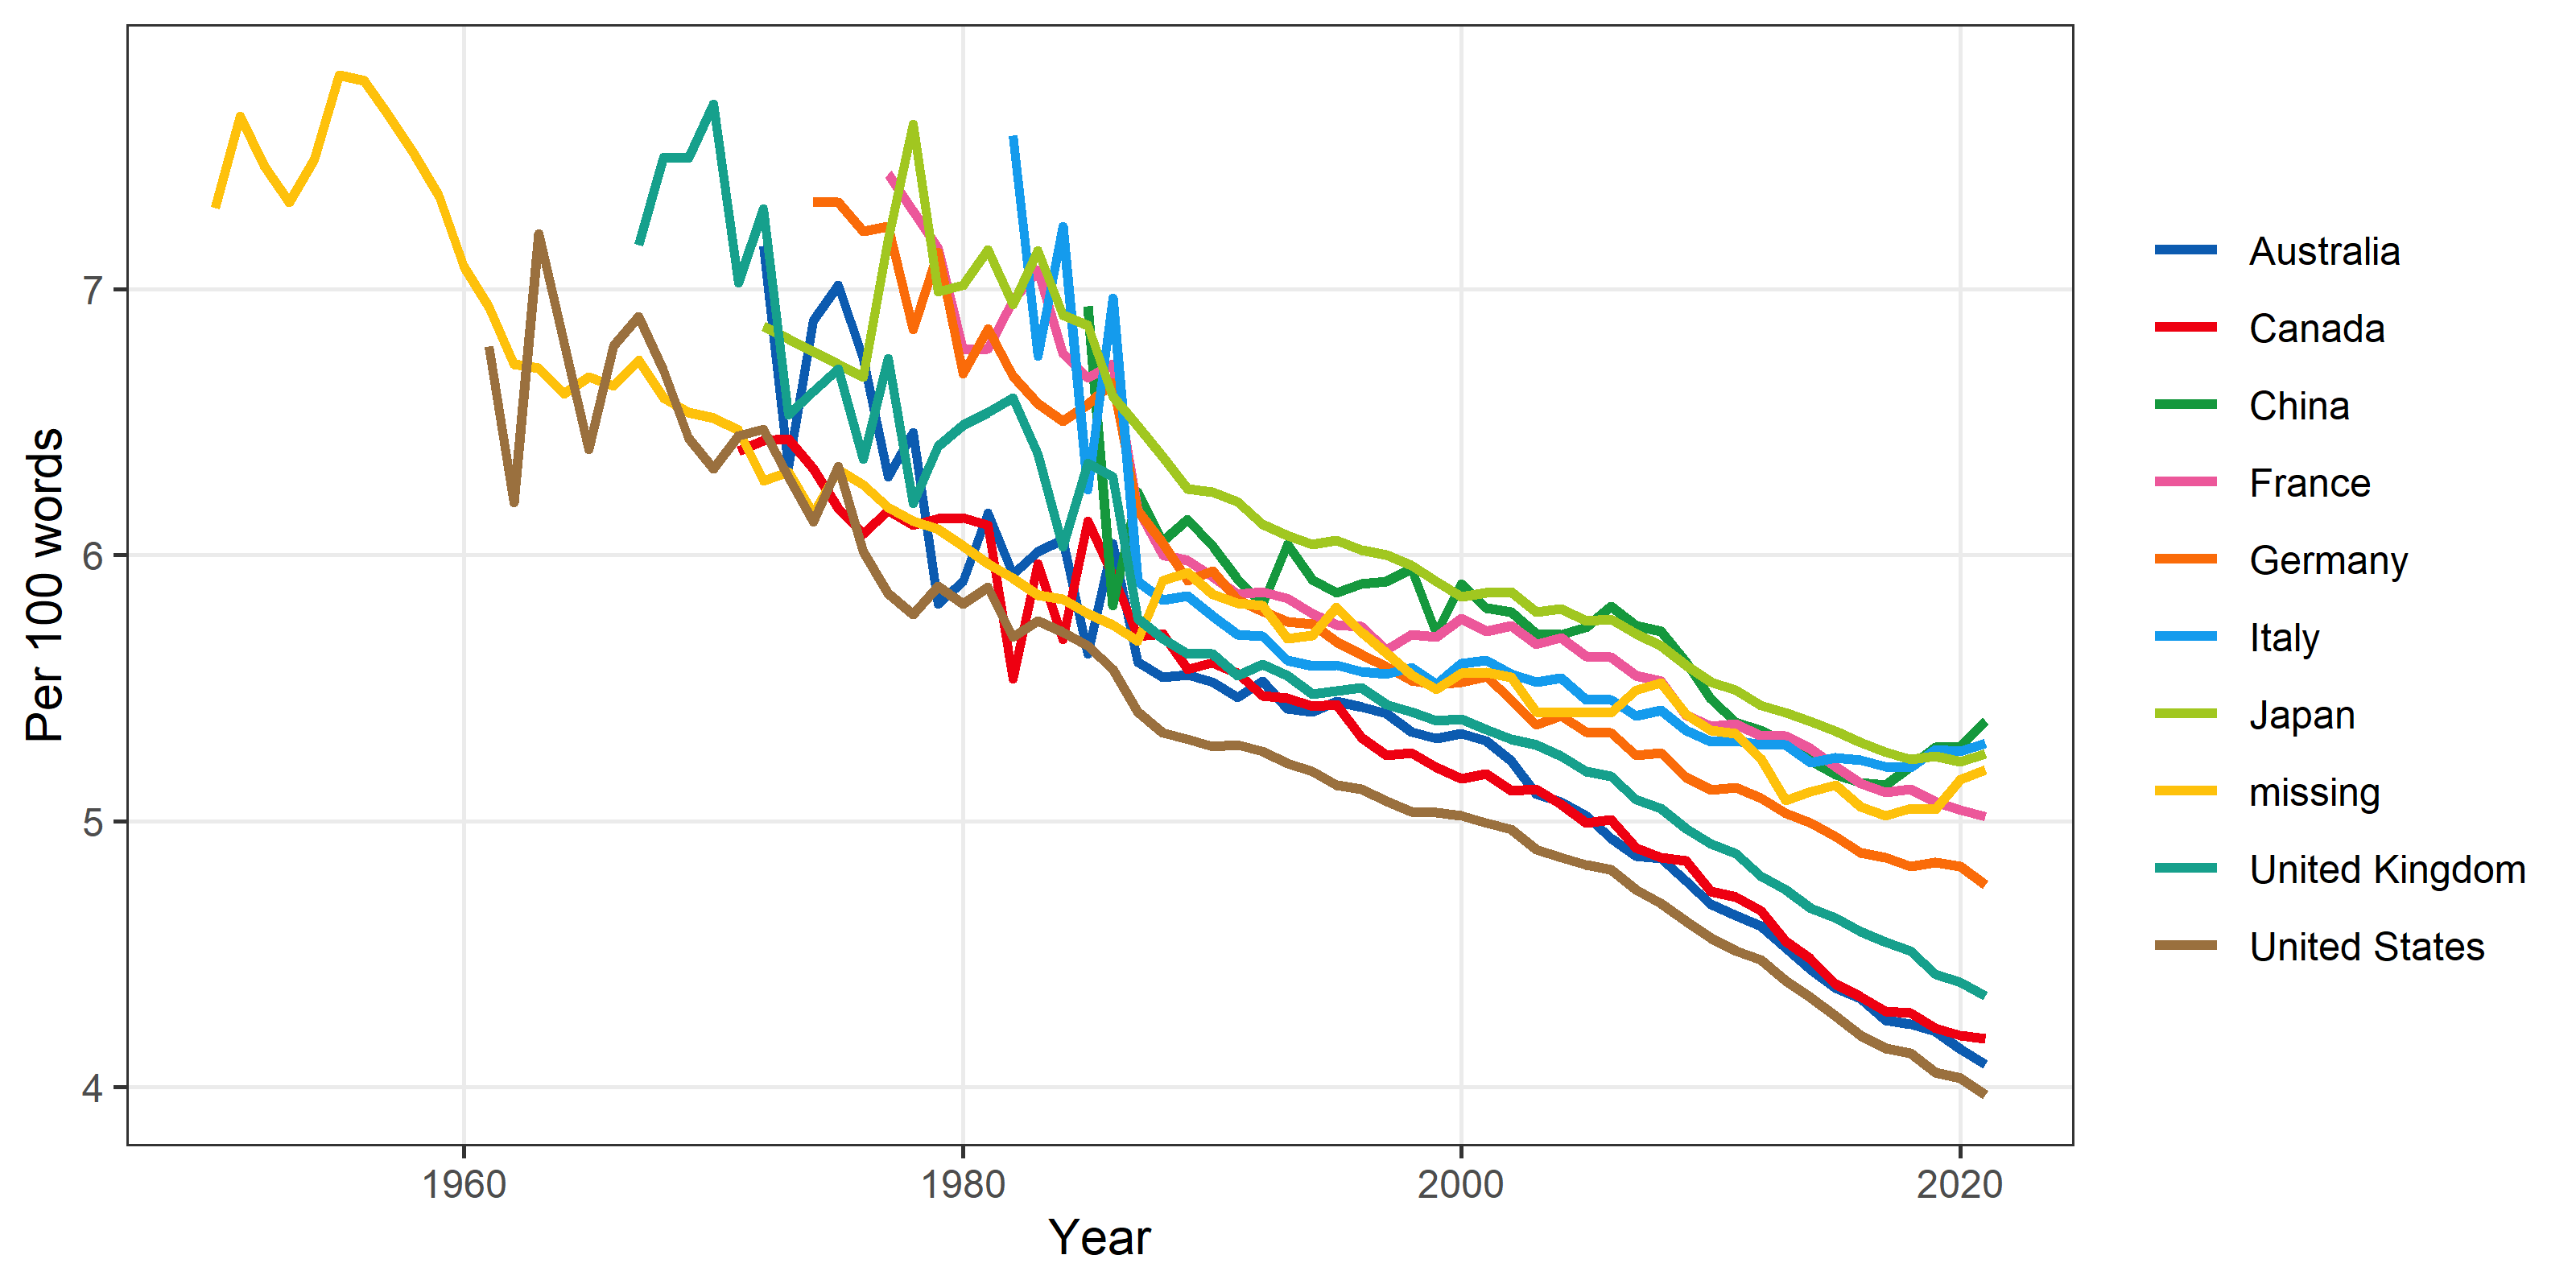 Per 100 words
7
6
5
4
1960
1980
2000
2020
Year
Australia
Canada
China
France
Germany
Italy
Japan
missing
United Kingdom
United States